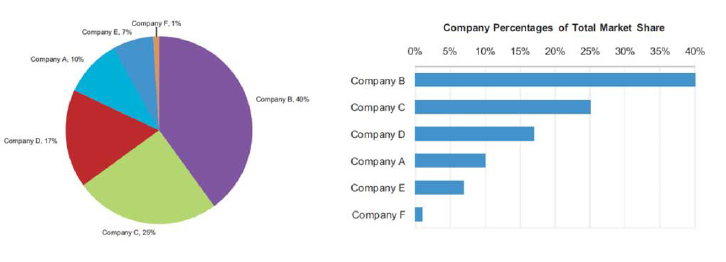 Company F, 1%
Company E, 7%
Company A, 10%
Company B, 40%
Company D, 17%
Company C, 25%
Company Percentages of Total Market Share
0% 5% 10% 15% 20% 25% 30% 35% 40%
Company B
Company C
Company D
Company A
Company E
Company F